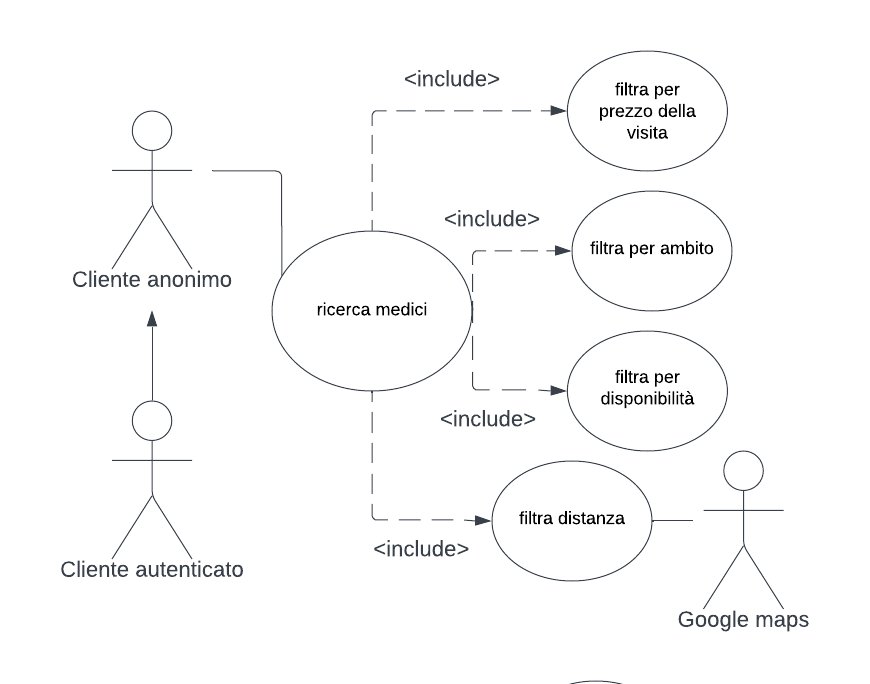 <include>
filtra per
prezzo della
visita
<include>
filtra per ambito
Cliente anonimo
ricerca medici
filtra per
disponibilità
<include>
filtra distanza
<include>
Cliente autenticato
Google maps